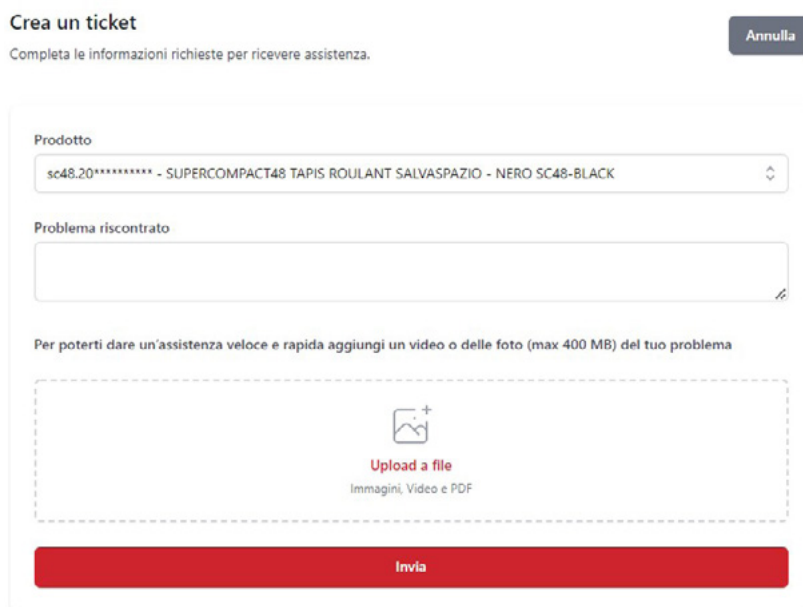 Crea un ticket
Annulla
Completa le informazioni richieste per ricevere assistenza.
Prodotto
sc48.20********** - SUPERCOMPACT48 TAPIS ROULANT SALVASPAZIO - NERO SC48-BLACK
Problema riscontrato
Per poterti dare un'assistenza veloce e rapida aggiungi un video o delle foto (max 400 MB) del tuo problema
Upload a file
Immagini, Video e PDF
Invia